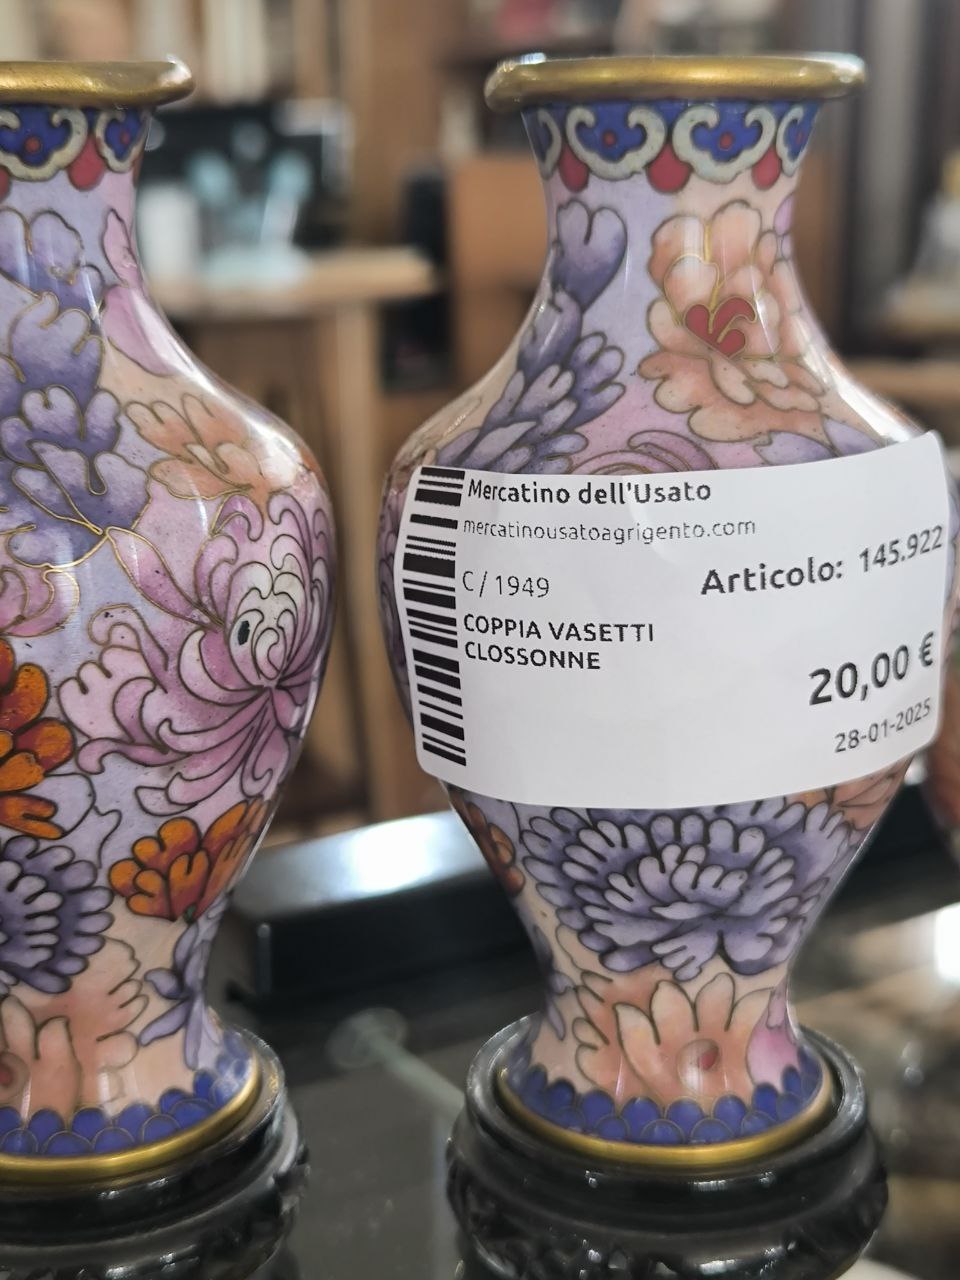 Mercatino dell'Usato
mercatinousatoagrigento.com
Articolo: 145.922
C/ 1949
COPPIA VASETTI
CLOSSONNE
20,00 €
28-01-2025